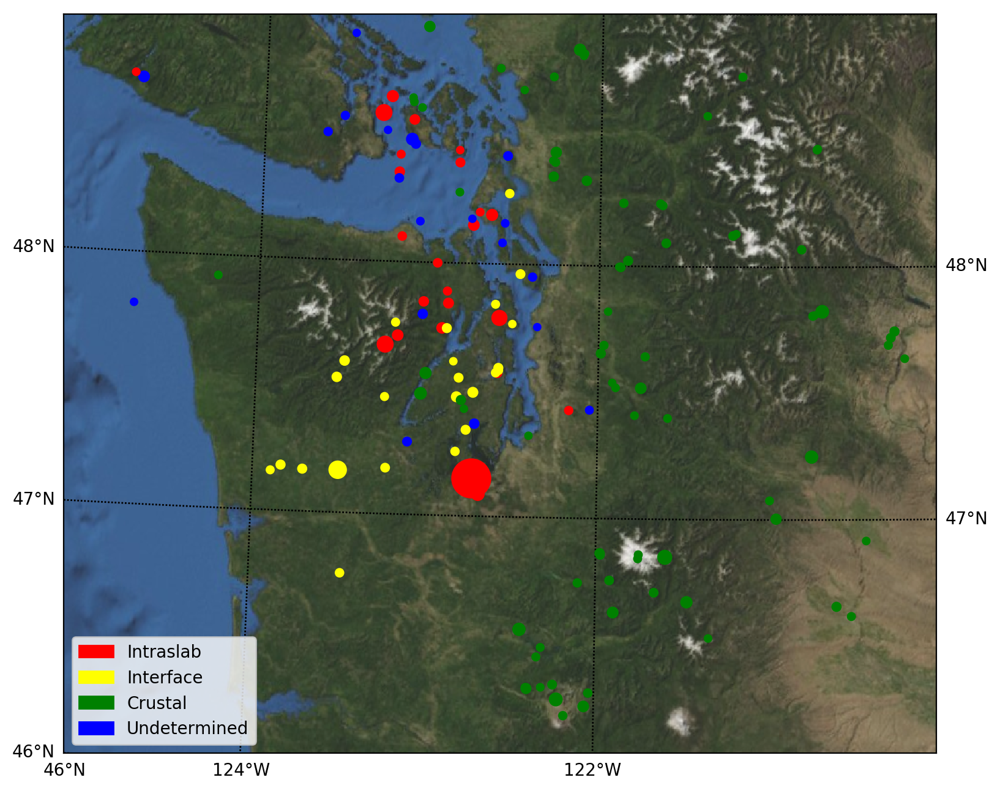 48°N
48°N
47°N
47°N
Intraslab
Interface
Crustal
Undetermined
46°N
46°N
124°W
122°W